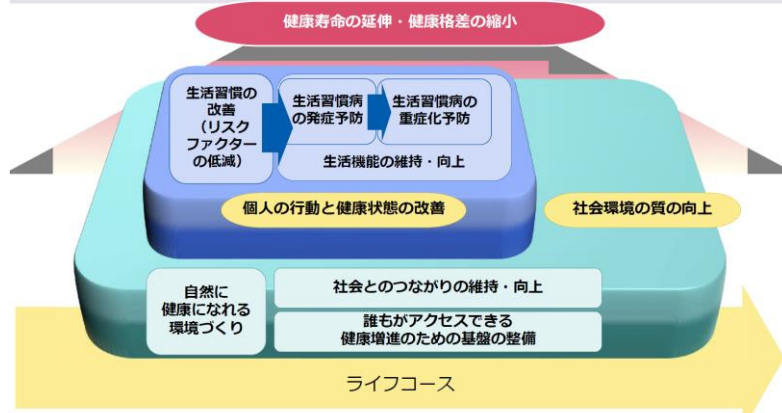 健康寿命の延伸・健康格差の縮小
生活習慣の
改善
（リスク
ファクター
の低減）
生活習慣病
の発症予防
生活習慣病の
重症化予防
生活機能の維持・向上
個人の行動と健康状態の改善
社会環境の質の向上
自然に
健康になれる
環境づくり
社会とのつながりの維持・向上
誰もがアクセスできる
健康増進のための基盤の整備
ライフコース